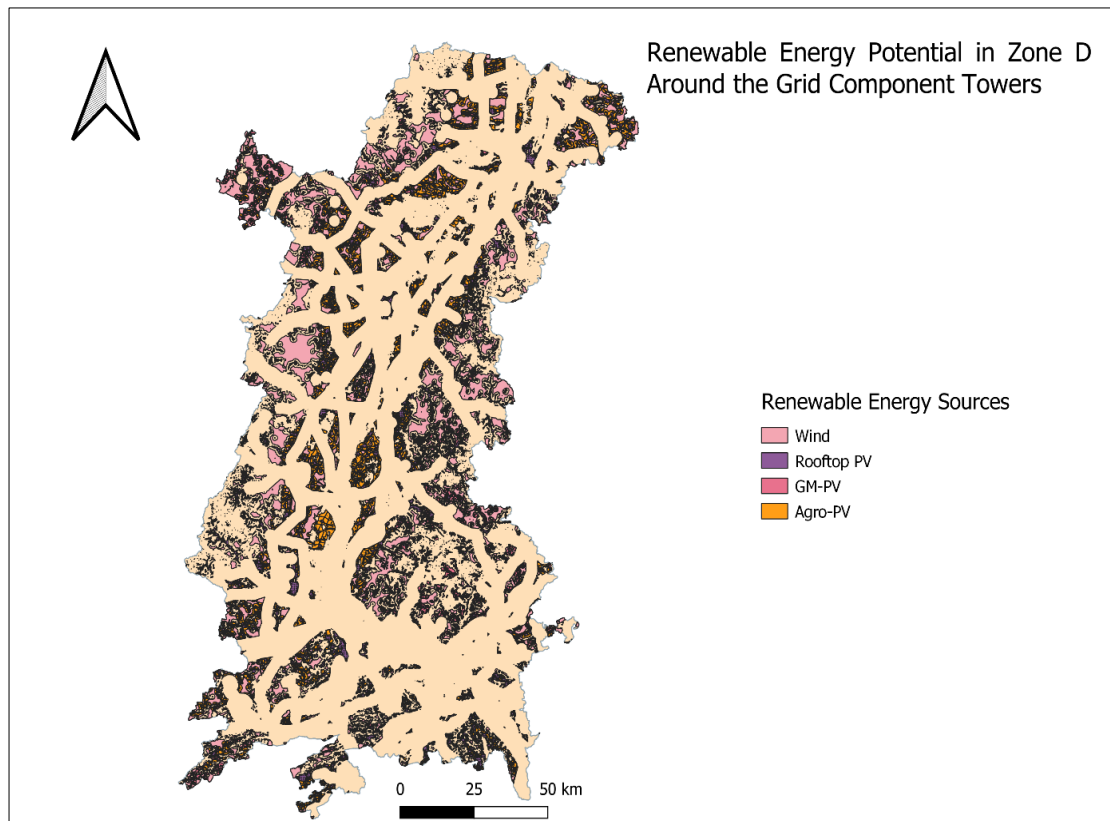 Renewable Energy Potential in Zone D
Around the Grid Component Towers
Renewable Energy Sources
Wind
Rooftop PV
GM-PV
Agro-PV
0 25 50 km